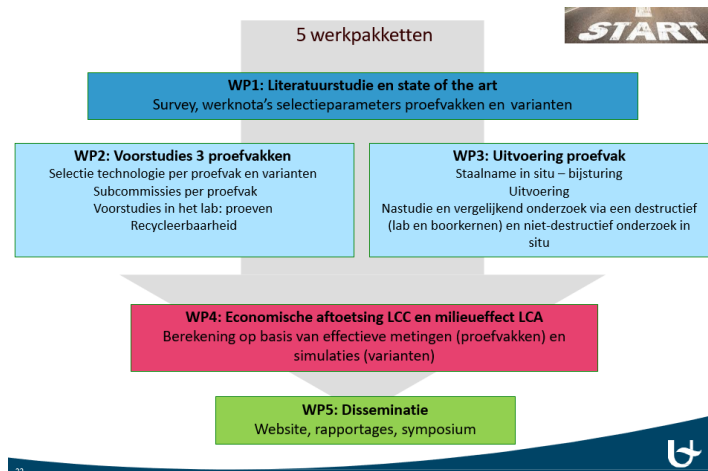 5 werkpakketten
START
WP1: Literatuurstudie en state of the art
Survey, werknota's selectieparameters proefvakken en varianten
WP2: Voorstudies 3 proefvakken
Selectie technologie per proefvak en varianten
Subcommissies per proefvak
Voorstudies in het lab: proeven
Recycleerbaarheid
WP3: Uitvoering proefvak
Staalname in situ – bijsturing
Uitvoering
Nastudie en vergelijkend onderzoek via een destructief
(lab en boorkernen) en niet-destructief onderzoek in
situ
WP4: Economische aftoetsing LCC en milieueffect LCA
Berekening op basis van effectieve metingen (proefvakken) en
simulaties (varianten)
WP5: Disseminatie
Website, rapportages, symposium